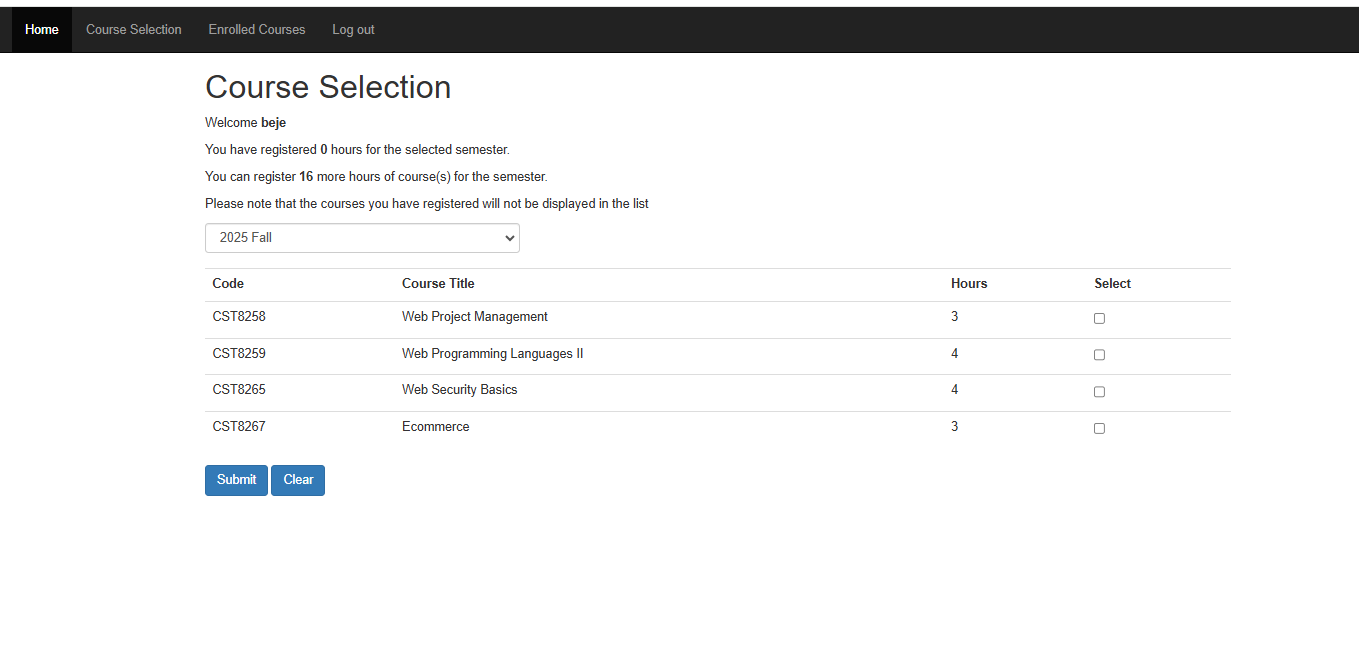 Home Course Selection Enrolled Courses Log out
Course Selection
Welcome beje
You have registered 0 hours for the selected semester.
You can register 16 more hours of course(s) for the semester.
Please note that the courses you have registered will not be displayed in the list
2025 Fall
Code Course Title Hours Select
CST8258 Web Project Management 3
CST8259 Web Programming Languages II 4
CST8265 Web Security Basics 4
CST8267 Ecommerce 3
Submit Clear